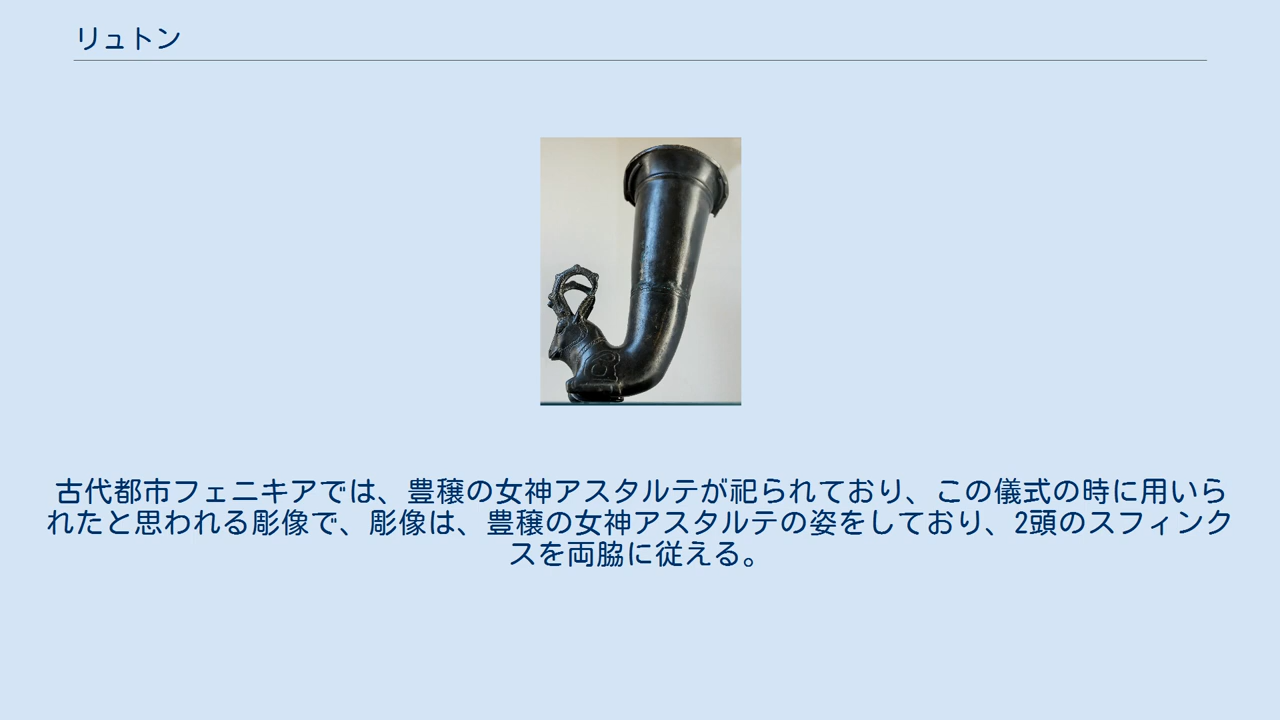 リュトン
古代都市フェニキアでは、豊穣の女神アスタルテが祀られており、この儀式の時に用いら
れたと思われる彫像で、彫像は、豊穣の女神アスタルテの姿をしており、2頭のスフィンク
スを両脇に従える。